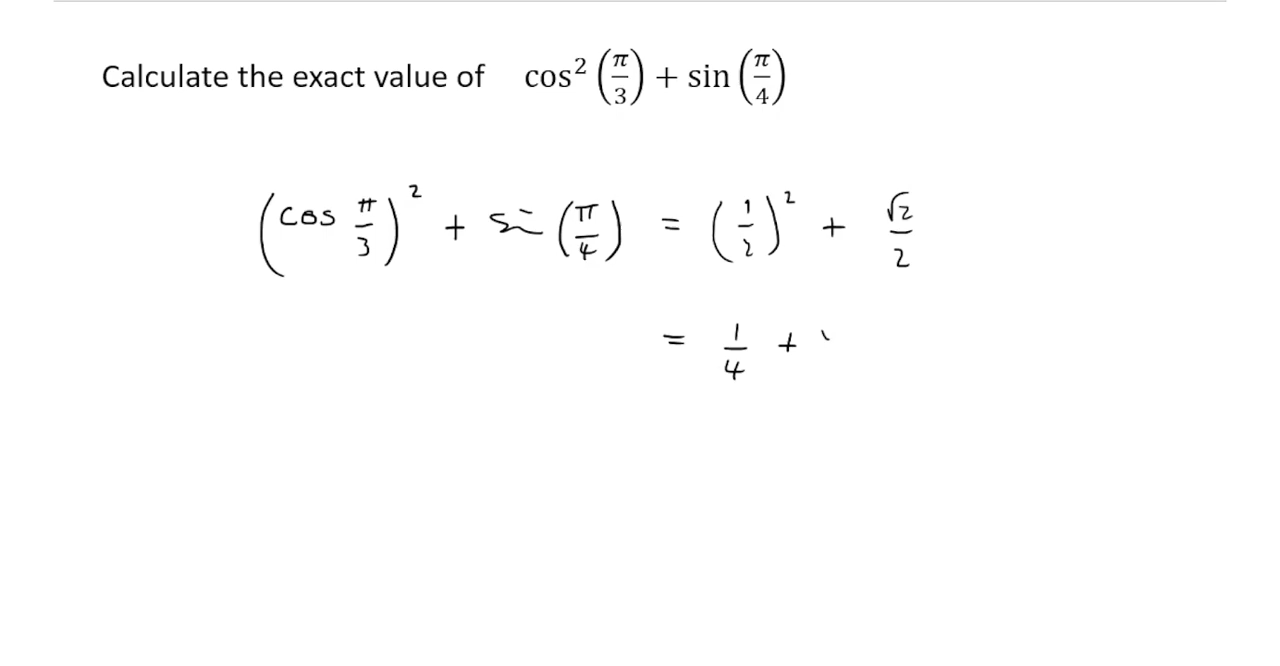 Calculate the exact value of cos² (π/3) + sin (π/4)
(cos π/3)² + sin (π/4) = (1/2)² + √2/2
= 1/4 +